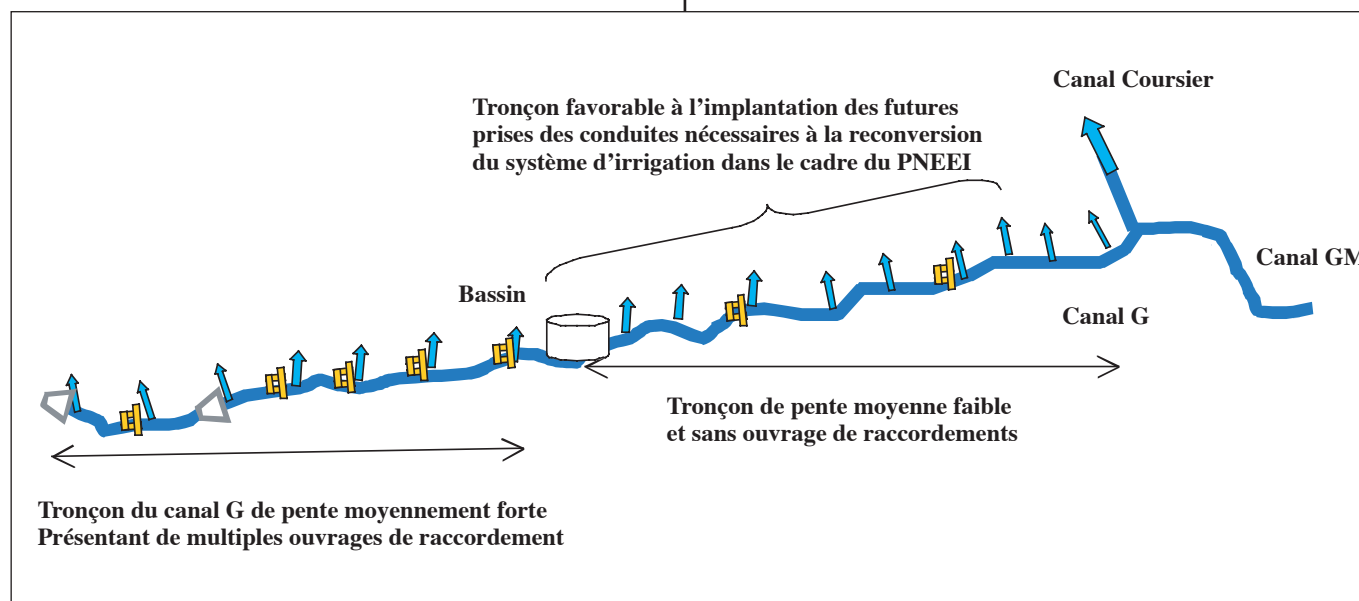 Canal Coursier
Tronçon favorable à l’implantation des futures
prises des conduites nécessaires à la reconversion
du système d’irrigation dans le cadre du PNEEI
Canal GM
Bassin
Canal G
Tronçon de pente moyenne faible
et sans ouvrage de raccordements
Tronçon du canal G de pente moyennement forte
Présentant de multiples ouvrages de raccordement